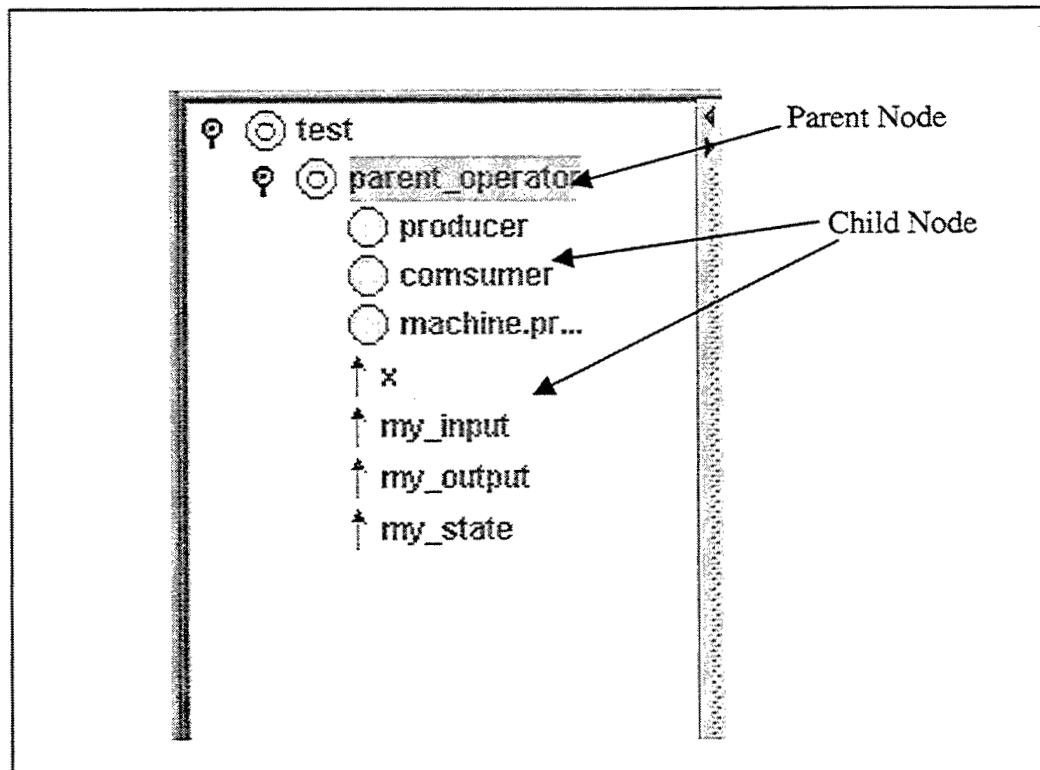 test
Parent Node
parent_operator
producer
Child Node
comsumer
machine.pr...
x
my_input
my_output
my_state